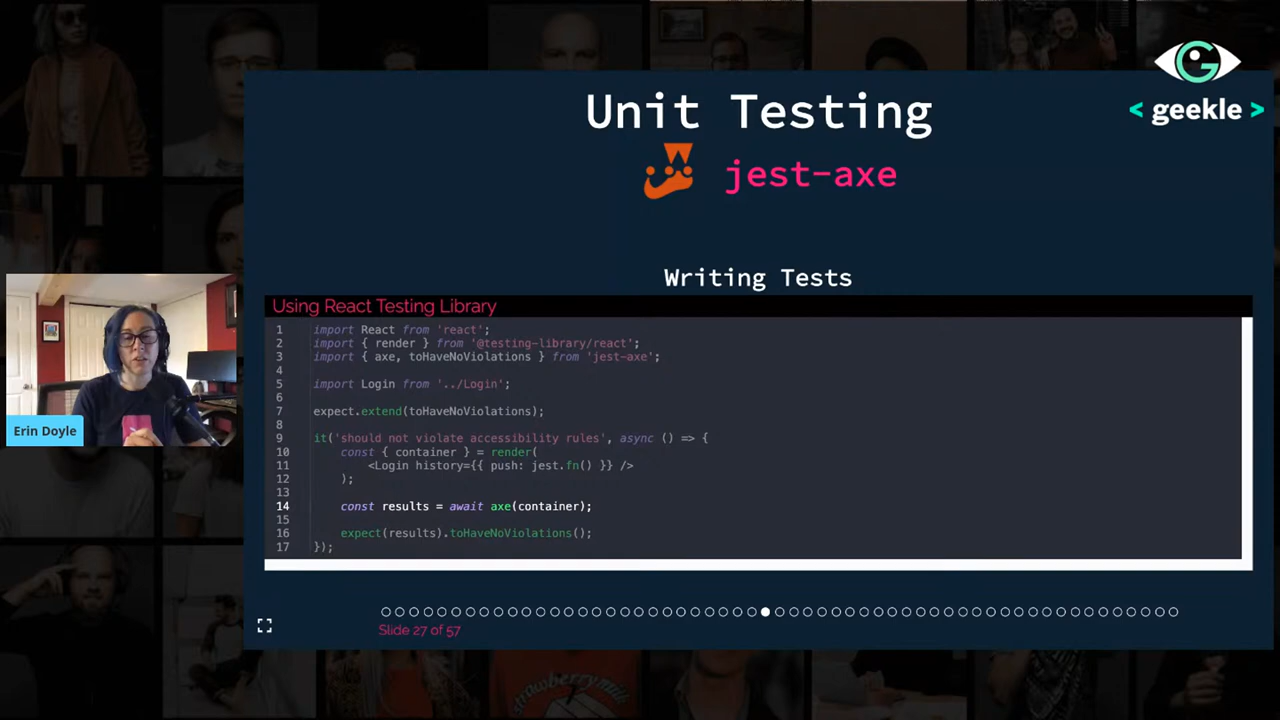 Unit Testing
< geekle >
jest-axe
Writing Tests
Using React Testing Library
1 import React from 'react';
2 import { render } from '@testing-library/react';
3 import { axe, toHaveNoViolations } from 'jest-axe';
4
5 import Login from '../Login';
6
7 expect.extend(toHaveNoViolations);
8
9 it('should not violate accessibility rules', async () => {
10 const { container } = render(
11 <Login history={{ push: jest.fn() }} />
12 );
13
14 const results = await axe(container);
15
16 expect(results).toHaveNoViolations();
17 });
Erin Doyle
Slide 27 of 57